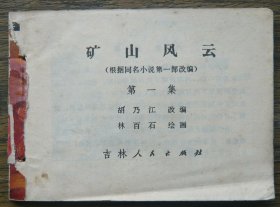 矿山风云
（根据同名小说第一部改编）
第一集
胡乃江 改编
林百石 绘画
吉林人民出版社